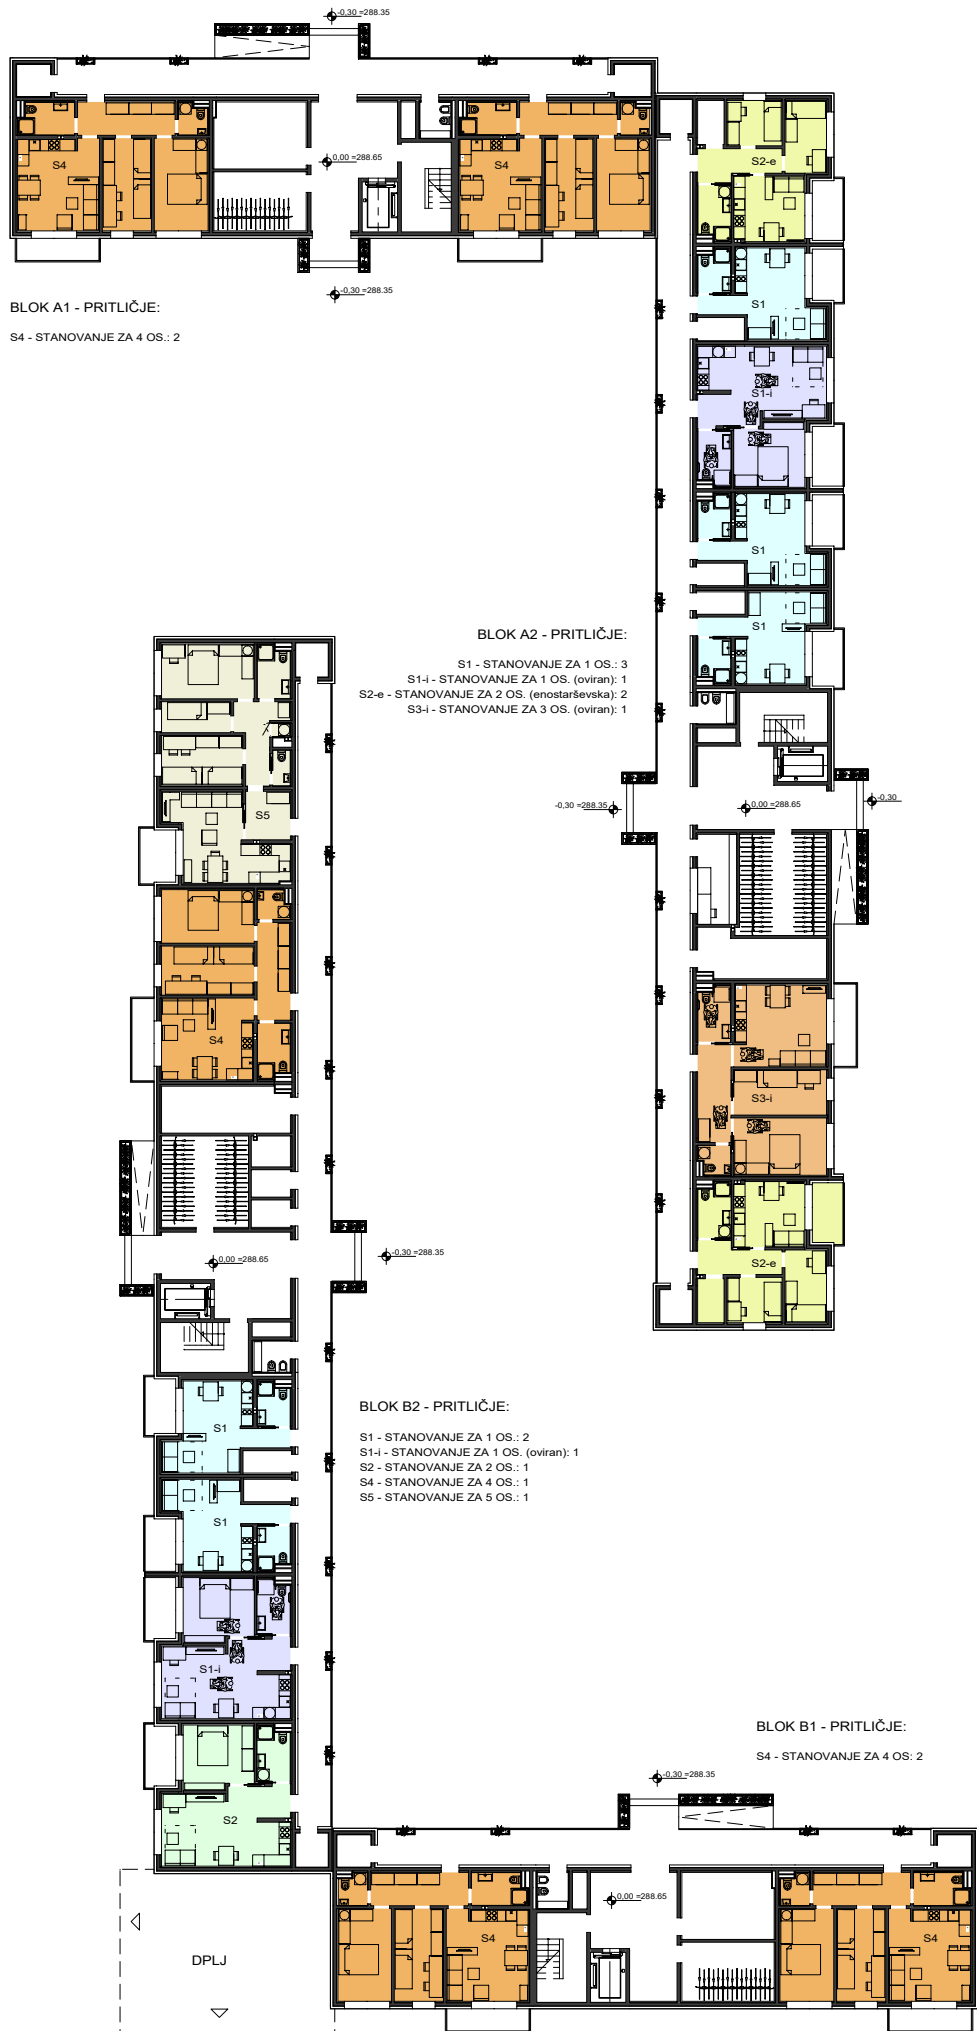 -0,30 =288.35
S4
0,00 =288.65
S4
S2-e
-0,30 =288.35
BLOK A1 - PRITLIČJE:
S4 - STANOVANJE ZA 4 OS.: 2
S1
S1-i
S1
S1
BLOK A2 - PRITLIČJE:
S1 - STANOVANJE ZA 1 OS.: 3
S1-i - STANOVANJE ZA 1 OS. (oviran): 1
S2-e - STANOVANJE ZA 2 OS. (enostarševska): 2
S3-i - STANOVANJE ZA 3 OS. (oviran): 1
-0,30 =288.35
0,00 =288.65
-0,30
S5
S4
S3-i
S2-e
0,00 =288.65
-0,30 =288.35
BLOK B2 - PRITLIČJE:
S1 - STANOVANJE ZA 1 OS.: 2
S1-i - STANOVANJE ZA 1 OS. (oviran): 1
S2 - STANOVANJE ZA 2 OS.: 1
S4 - STANOVANJE ZA 4 OS.: 1
S5 - STANOVANJE ZA 5 OS.: 1
S1
S1
S1-i
S2
BLOK B1 - PRITLIČJE:
S4 - STANOVANJE ZA 4 OS: 2
-0,30 =288.35
0,00 =288.65
S4
S4
DPLJ